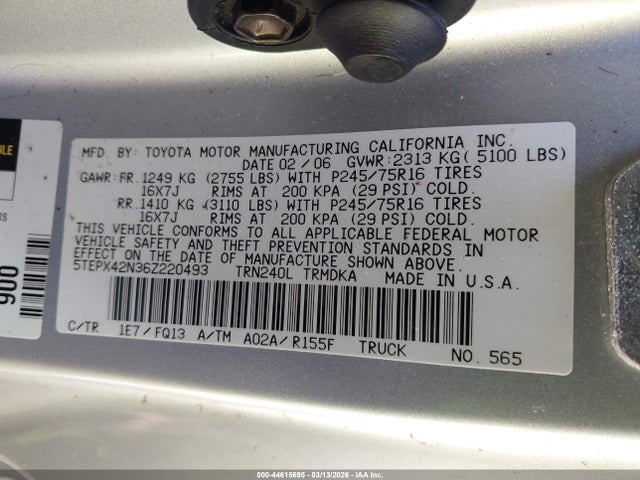 MFD. BY: TOYOTA MOTOR MANUFACTURING CALIFORNIA INC.
DATE 02 / 06 GVWR: 2313 KG( 5100 LBS)
GAWR: FR. 1249 KG (2755 LBS) WITH P245/75R16 TIRES
16X7J RIMS AT 200 KPA (29 PSI) COLD.
RR. 1410 KG (3110 LBS) WITH P245/75R16 TIRES
16X7J RIMS AT 200 KPA (29 PSI) COLD.
THIS VEHICLE CONFORMS TO ALL APPLICABLE FEDERAL MOTOR
VEHICLE SAFETY AND THEFT PREVENTION STANDARDS IN
EFFECT ON THE DATE OF MANUFACTURE SHOWN ABOVE.
5TEPX42N36Z220493 TRN240L TRMDKA MADE IN U.S.A.
C/TR 1E7 / FQ13 A/TM A02A / R155F TRUCK NO. 565
900
000-44615695 - 03/13/2026 - IAA Corp.